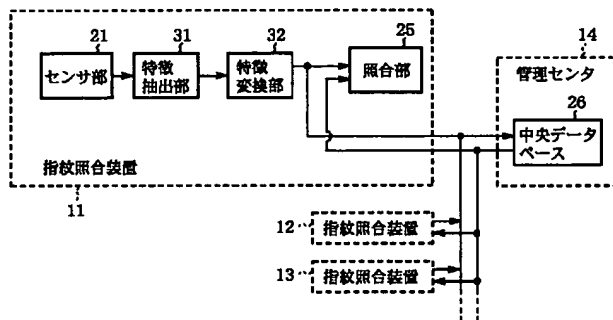 21
31
32
25
14
センサ部
特徴
抽出部
特徴
変換部
照合部
管理センタ
26
中央データ
ベース
指紋照合装置
11
12
指紋照合装置
13
指紋照合装置